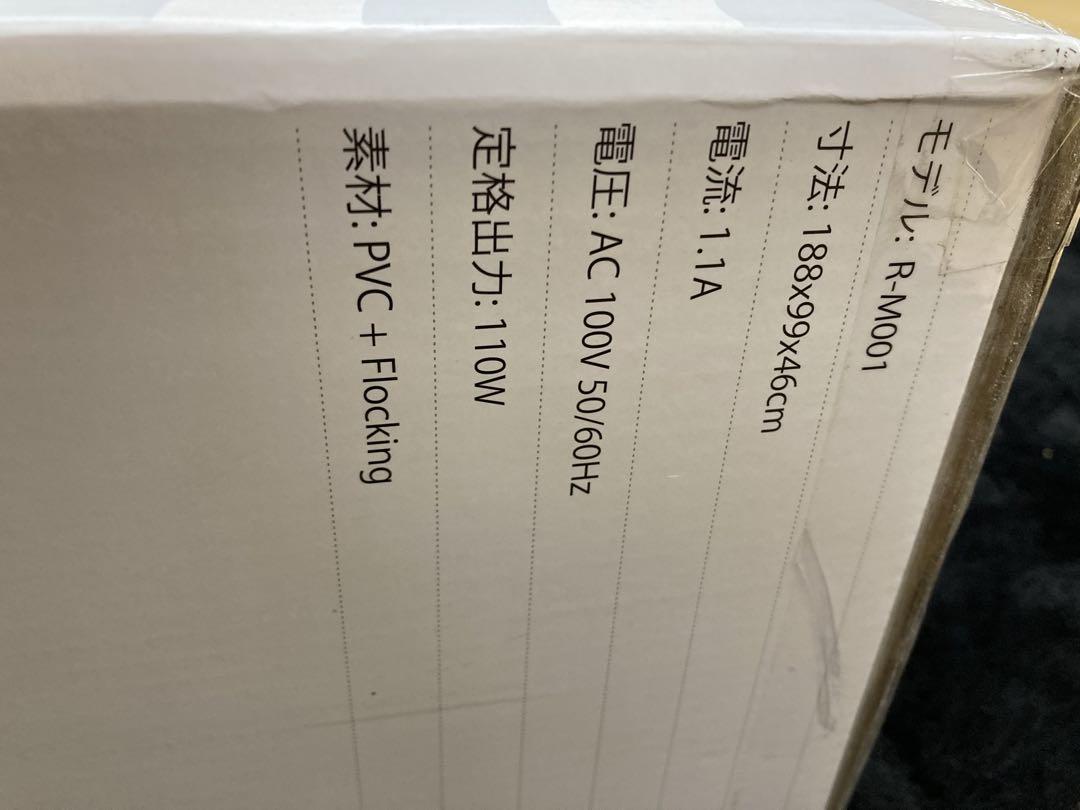 モデル: R-M001
寸法: 188x99x46cm
電流: 1.1A
電圧: AC 100V 50/60Hz
定格出力: 110W
素材: PVC + Flocking